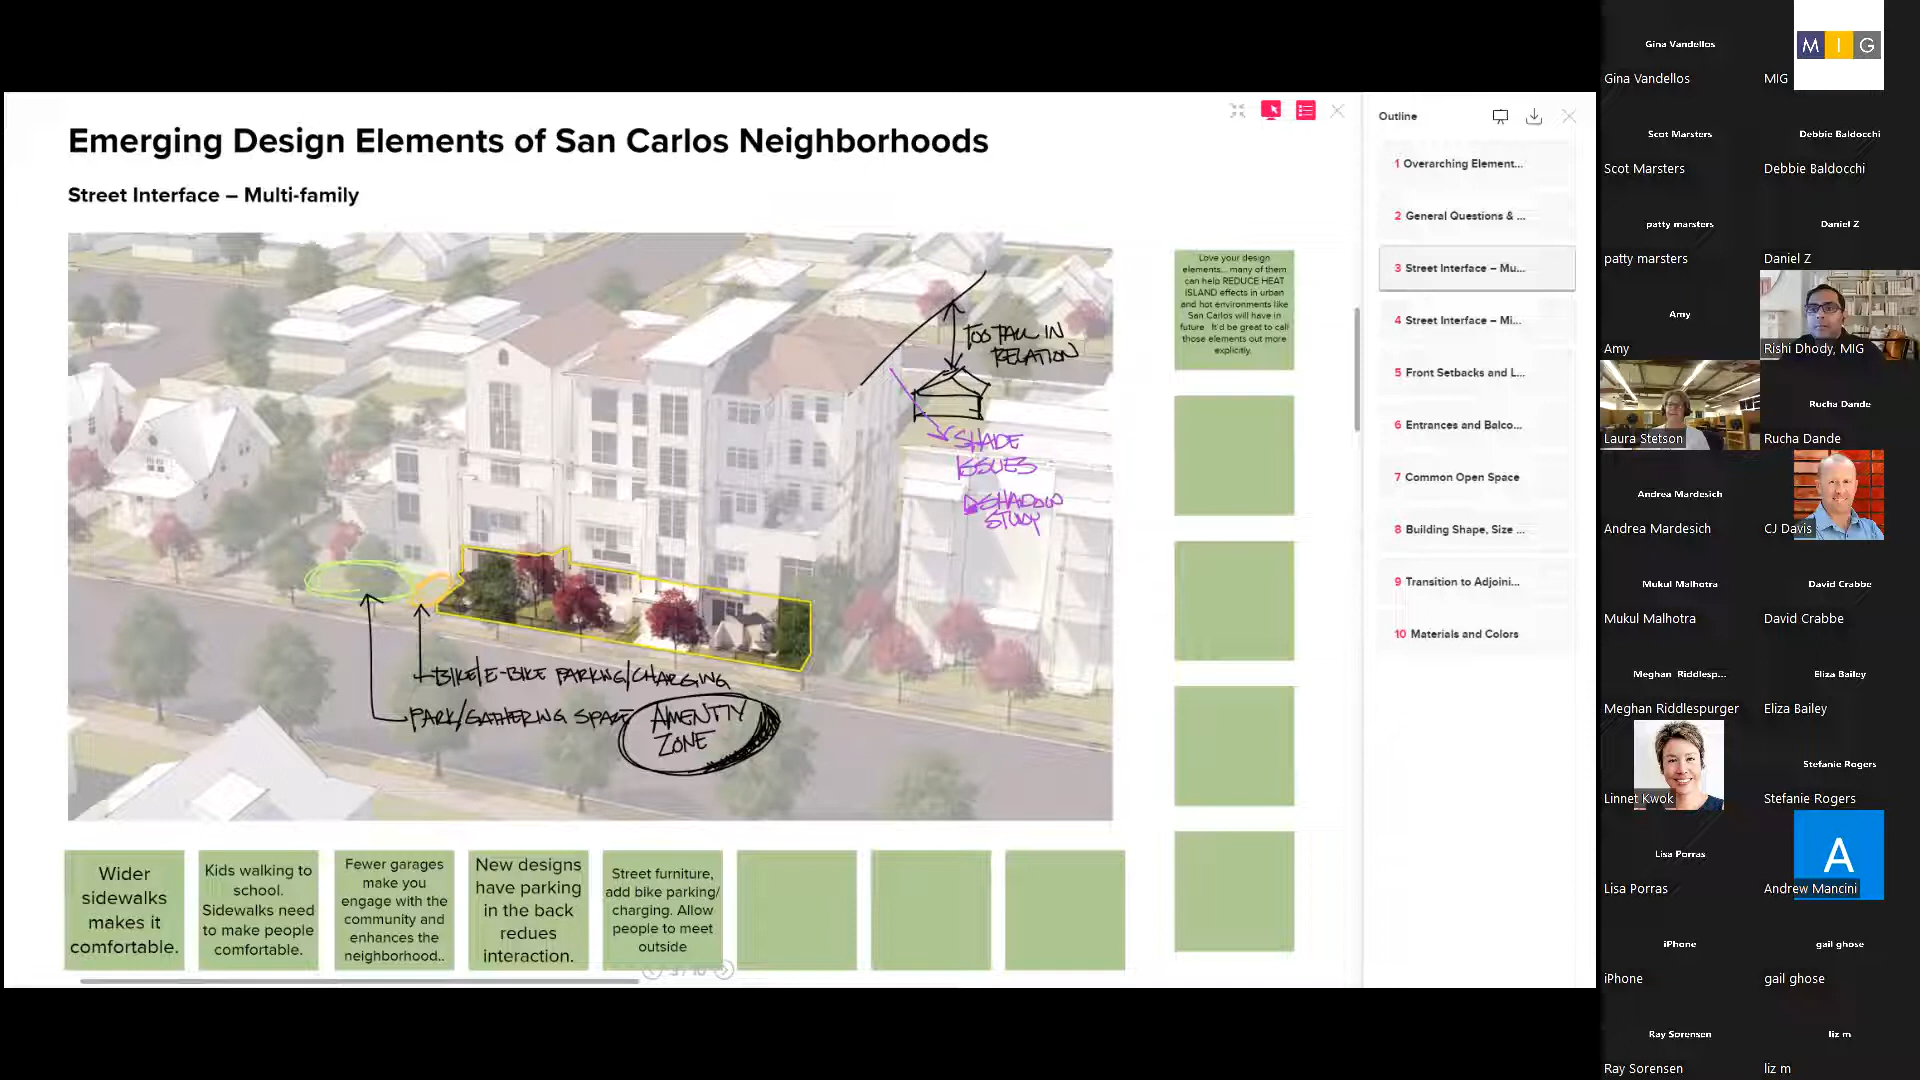 Emerging Design Elements of San Carlos Neighborhoods
Street Interface – Multi-family
TOO TALL IN
RELATION
SHADE
ISSUES
SHADOW
STUDY
BIKE/E-BIKE PARKING/CHARGING
PARK/GATHERING SPACE
AMENITY
ZONE
Love your design
elements... many of them
can help REDUCE HEAT
ISLAND effects in urban
and hot environments like
San Carlos will have in
future. It'd be great to call
those elements out more
explicitly.
Wider
sidewalks
makes it
comfortable.
Kids walking to
school.
Sidewalks need
to make people
comfortable.
Fewer garages
make you
engage with the
community and
enhances the
neighborhood..
New designs
have parking
in the back
redues
interaction.
Street furniture,
add bike parking/
charging. Allow
people to meet
outside
3 / 10
Outline
1 Overarching Element...
2 General Questions & ...
3 Street Interface – Mu...
4 Street Interface – Mi...
5 Front Setbacks and L...
6 Entrances and Balco...
7 Common Open Space
8 Building Shape, Size ...
9 Transition to Adjoini...
10 Materials and Colors
Gina Vandellos
Gina Vandellos
M I G
MIG
Scot Marsters
Scot Marsters
Debbie Baldocchi
Debbie Baldocchi
patty marsters
patty marsters
Daniel Z
Daniel Z
Amy
Amy
Rishi Dhody, MIG
Laura Stetson
Rucha Dande
Rucha Dande
Andrea Mardesich
Andrea Mardesich
CJ Davis
Mukul Malhotra
Mukul Malhotra
David Crabbe
David Crabbe
Meghan Riddlesp...
Meghan Riddlespurger
Eliza Bailey
Eliza Bailey
Linnet Kwok
Stefanie Rogers
Stefanie Rogers
Lisa Porras
Lisa Porras
A
Andrew Mancini
iPhone
iPhone
gail ghose
gail ghose
Ray Sorensen
Ray Sorensen
liz m
liz m